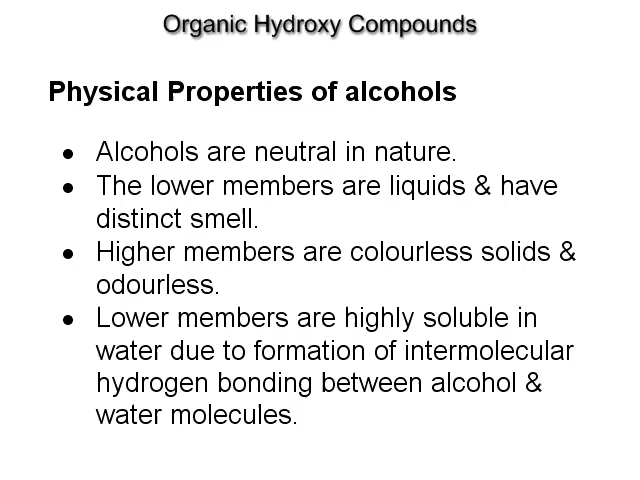 Organic Hydroxy Compounds
Physical Properties of alcohols
● Alcohols are neutral in nature.
● The lower members are liquids & have
distinct smell.
● Higher members are colourless solids &
odourless.
● Lower members are highly soluble in
water due to formation of intermolecular
hydrogen bonding between alcohol &
water molecules.